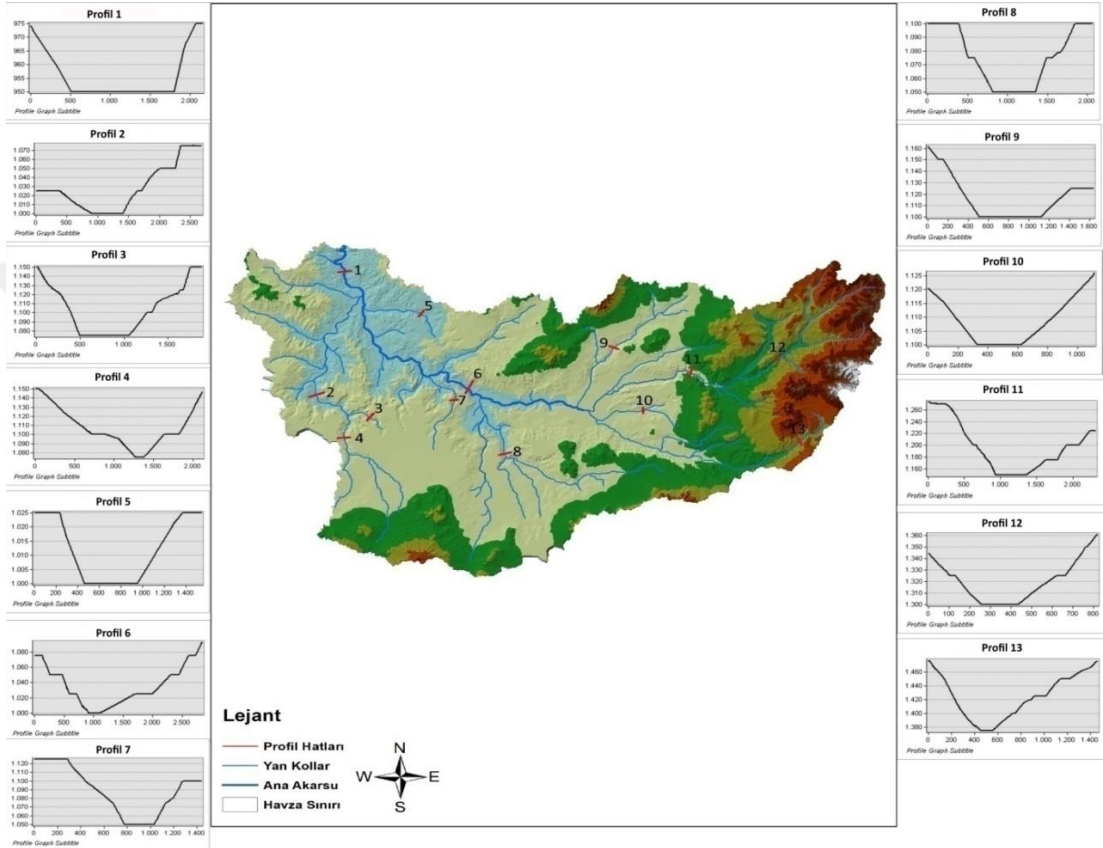 Profil 1
975
970
965
960
955
950
0 500 1.000 1.500 2.000
Profile Graph Subtitle
Profil 2
1.070
1.060
1.050
1.040
1.030
1.020
1.010
1.000
0 500 1.000 1.500 2.000 2.500
Profile Graph Subtitle
Profil 3
1.150
1.140
1.120
1.100
1.090
1.080
0 500 1.000 1.500
Profile Graph Subtitle
Profil 4
1.150
1.140
1.120
1.100
1.090
1.080
0 500 1.000 1.500 2.000
Profile Graph Subtitle
Profil 5
1.025
1.020
1.015
1.010
1.005
1.000
0 200 400 600 800 1.000 1.200 1.400
Profile Graph Subtitle
Profil 6
1.080
1.060
1.040
1.020
1.000
0 500 1.000 1.500 2.000 2.500
Profile Graph Subtitle
Profil 7
1.120
1.100
1.090
1.070
1.060
1.050
0 200 400 600 800 1.000 1.200 1.400
Profile Graph Subtitle
1
2
3
4
5
6
7
8
9
10
11
12
13
Lejant
Profil Hatları
Yan Kollar
Ana Akarsu
Havza Sınırı
N
W E
S
Profil 8
1.100
1.090
1.080
1.070
1.060
1.050
0 500 1.000 1.500 2.000
Profile Graph Subtitle
Profil 9
1.160
1.150
1.140
1.130
1.120
1.110
1.100
0 200 400 600 800 1.000 1.200 1.400 1.600
Profile Graph Subtitle
Profil 10
1.125
1.120
1.115
1.110
1.105
1.100
0 200 400 600 800 1.000
Profile Graph Subtitle
Profil 11
1.260
1.240
1.220
1.200
1.180
1.160
0 500 1.000 1.500 2.000
Profile Graph Subtitle
Profil 12
1.360
1.350
1.330
1.320
1.310
1.300
0 100 200 300 400 500 600 700 800
Profile Graph Subtitle
Profil 13
1.460
1.440
1.420
1.400
1.380
0 200 400 600 800 1.000 1.200 1.400
Profile Graph Subtitle